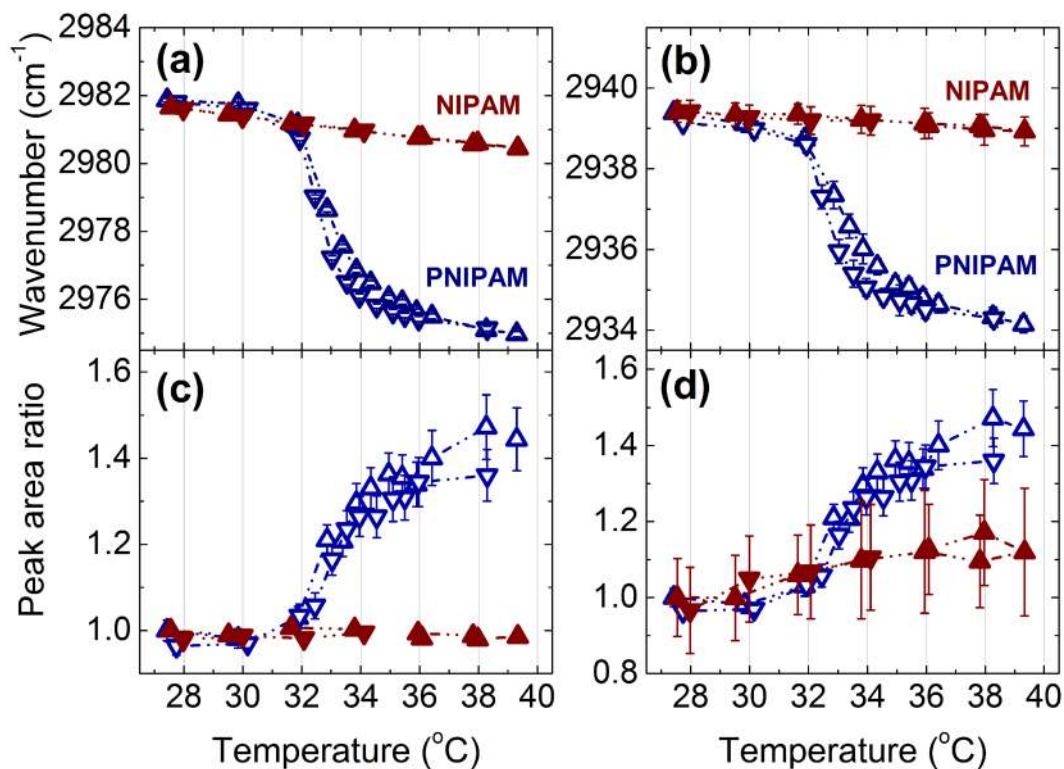 2984
2982
2980
2978
2976
Wavenumber (cm⁻¹)
(a)
NIPAM
PNIPAM
2940
2938
2936
2934
(b)
NIPAM
PNIPAM
1.6
1.4
1.2
1.0
Peak area ratio
(c)
28 30 32 34 36 38 40
Temperature (°C)
1.6
1.4
1.2
1.0
0.8
(d)
28 30 32 34 36 38 40
Temperature (°C)